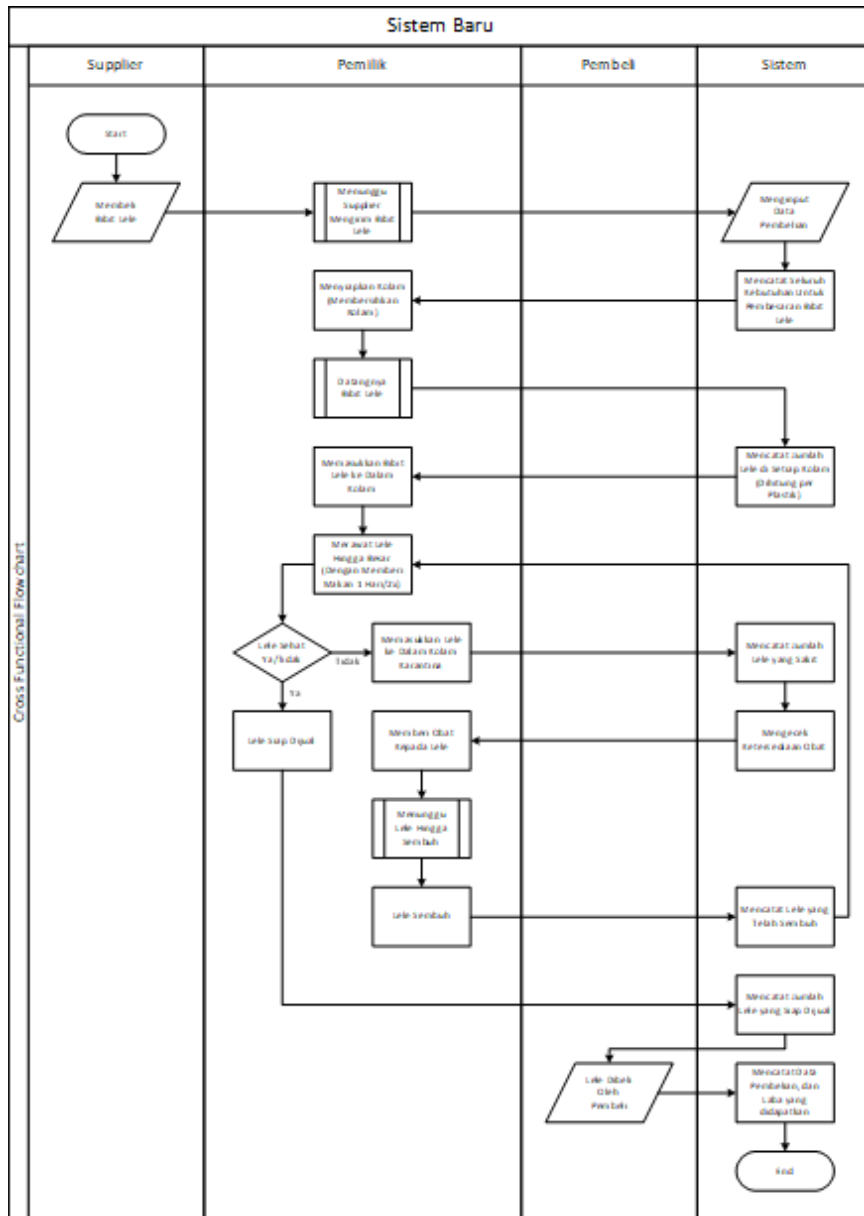 Sistem Baru
Supplier
Pemilik
Pembeli
Sistem
Start
Membeli
Bibit Lele
Menunggu
Supplier
Mengirim Bibit
Lele
Menginput
Data
Pembelian
Menyiapkan Kolam
(Membersihkan
Kolam)
Mencatat Seluruh
Kebutuhan Untuk
Pembesaran Bibit
Lele
Datangnya
Bibit Lele
Memasukkan Bibit
Lele ke Dalam
Kolam
Mencatat Jumlah
Lele di Setiap Kolam
(Dihitung per
Plastik)
Merawat Lele
Hingga Besar
(Dengan Memberi
Makan 1 Hari/2x)
Lele Sehat
Ya/Tidak
Tidak
Ya
Memasukkan Lele
ke Dalam Kolam
Karantina
Mencatat Jumlah
Lele yang Sakit
Lele Siap Dijual
Memberi Obat
Kepada Lele
Mengecek
Ketersediaan Obat
Menunggu
Lele Hingga
Sembuh
Lele Sembuh
Mencatat Lele yang
Telah Sembuh
Mencatat Jumlah
Lele yang Siap Dijual
Lele Dibeli
Oleh
Pembeli
Mencatat Data
Pembelian, dan
Laba yang
didapatkan
End
Cross Functional Flowchart